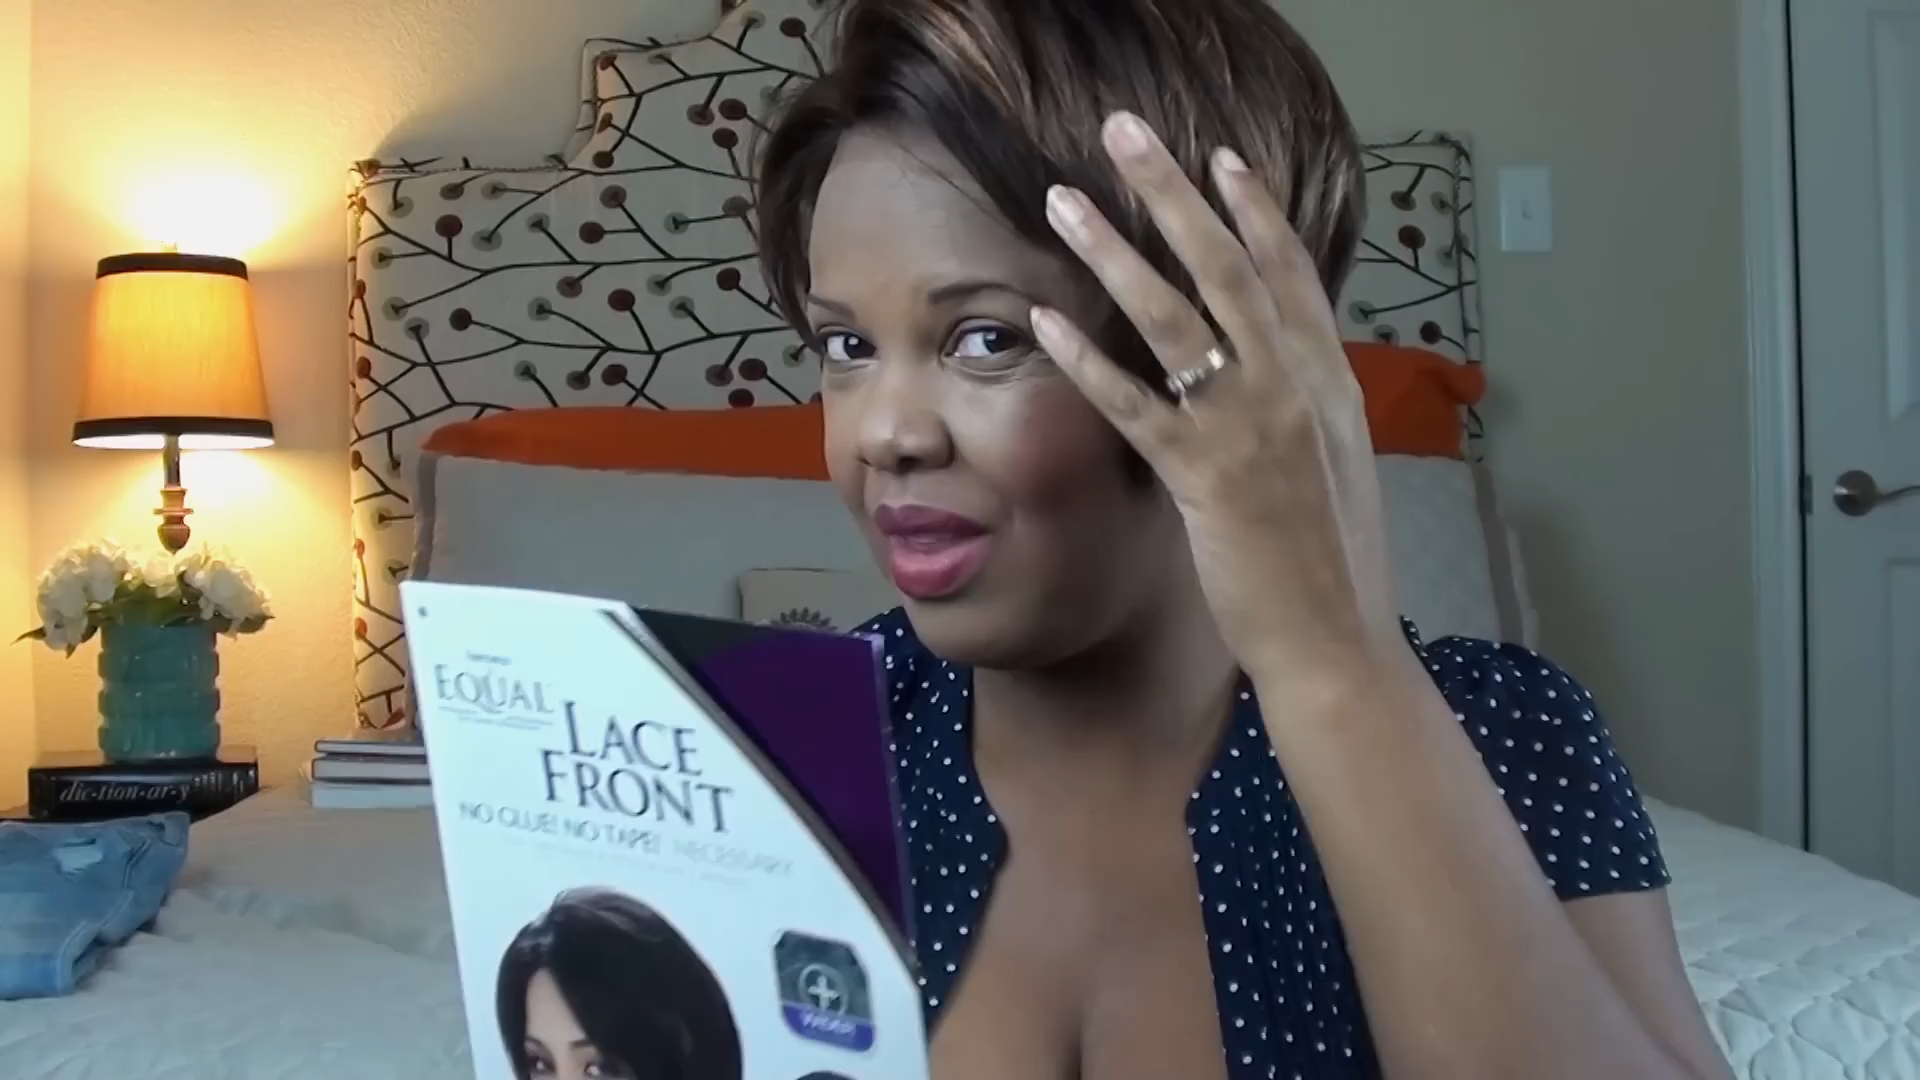 EQUAL
LACE
FRONT
NO GLUE! NO TAPE! NECESSARY
dic·tion·ar·y